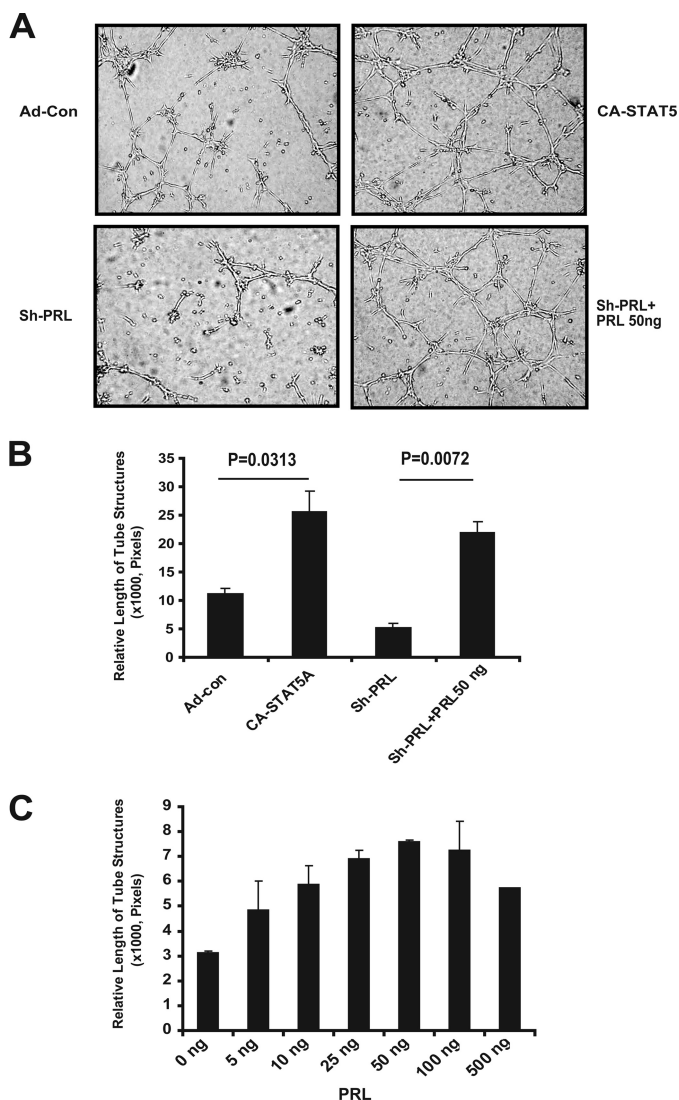 A
Ad-Con
CA-STAT5
Sh-PRL
Sh-PRL+
PRL 50ng
B
P=0.0313
P=0.0072
Relative Length of Tube Structures
(x1000, Pixels)
35
30
25
20
15
10
5
0
Ad-con
CA-STAT5A
Sh-PRL
Sh-PRL+PRL50 ng
C
Relative Length of Tube Structures
(x1000, Pixels)
9
8
7
6
5
4
3
2
1
0
0 ng
5 ng
10 ng
25 ng
50 ng
100 ng
500 ng
PRL